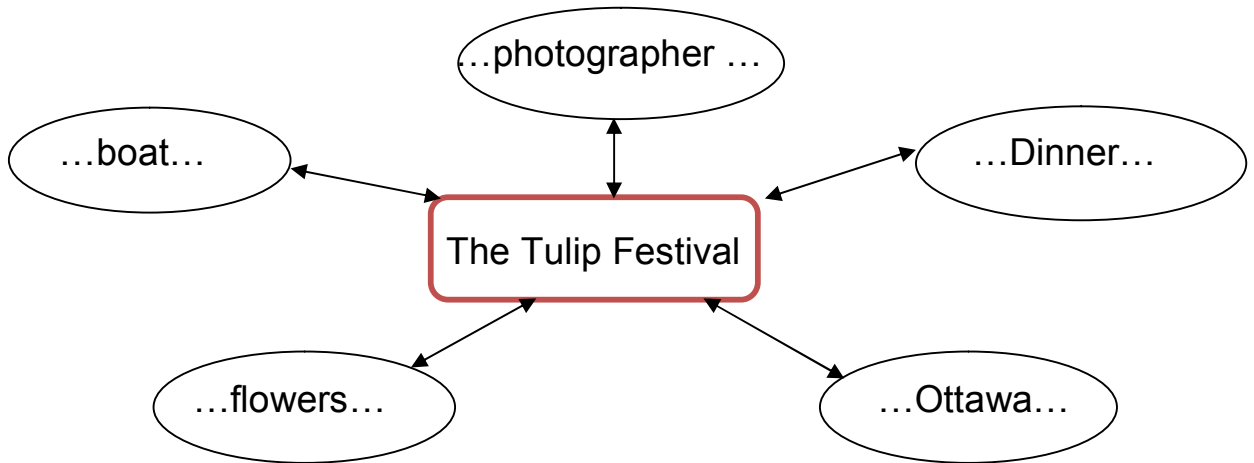 …photographer …
…boat…
…Dinner…
The Tulip Festival
…flowers…
…Ottawa…